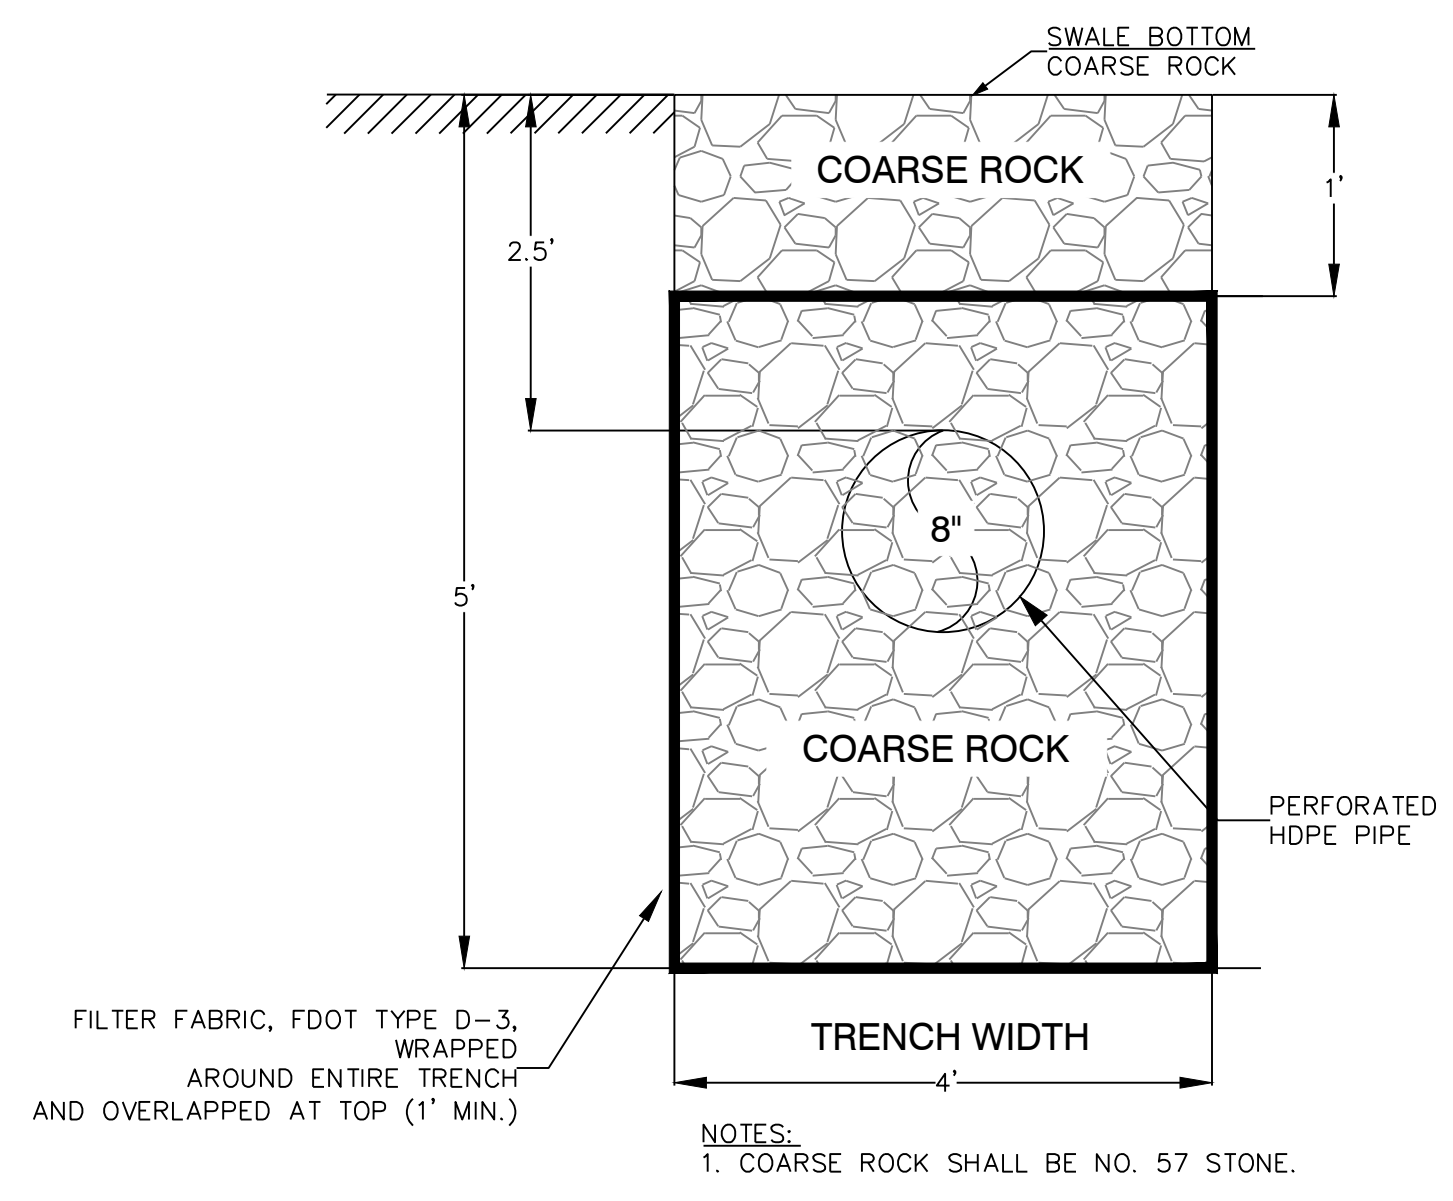 SWALE BOTTOM
COARSE ROCK
COARSE ROCK
1'
2.5'
8"
5'
COARSE ROCK
PERFORATED
HDPE PIPE
FILTER FABRIC, FDOT TYPE D-3,
WRAPPED
AROUND ENTIRE TRENCH
AND OVERLAPPED AT TOP (1' MIN.)
TRENCH WIDTH
4'
NOTES:
1. COARSE ROCK SHALL BE NO. 57 STONE.